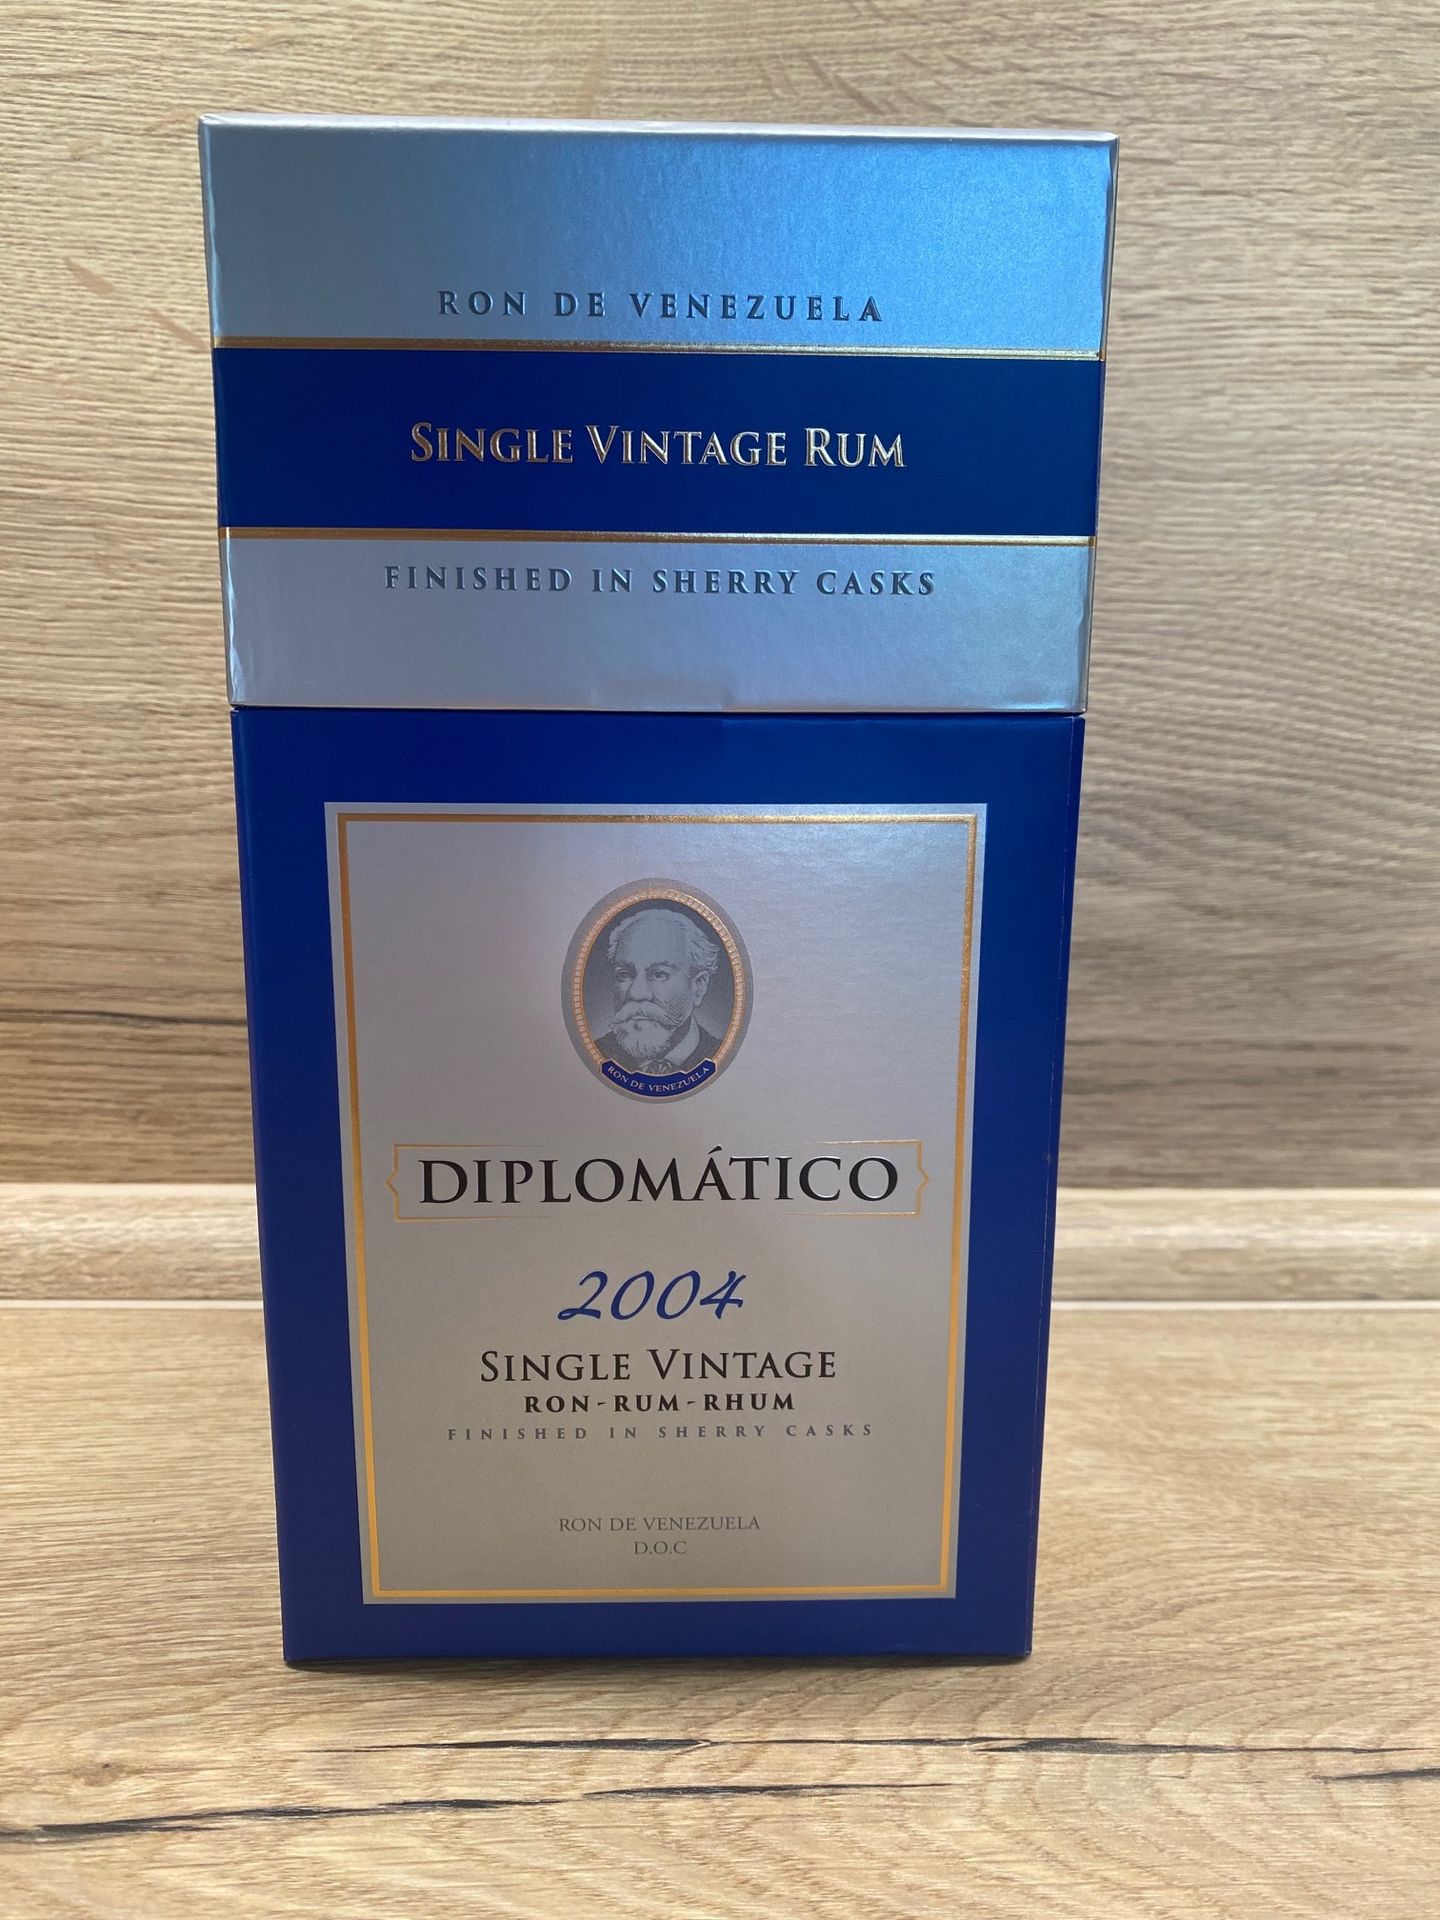 RON DE VENEZUELA
SINGLE VINTAGE RUM
FINISHED IN SHERRY CASKS
RON DE VENEZUELA
DIPLOMÁTICO
2004
SINGLE VINTAGE
RON-RUM-RHUM
FINISHED IN SHERRY CASKS
RON DE VENEZUELA
D.O.C